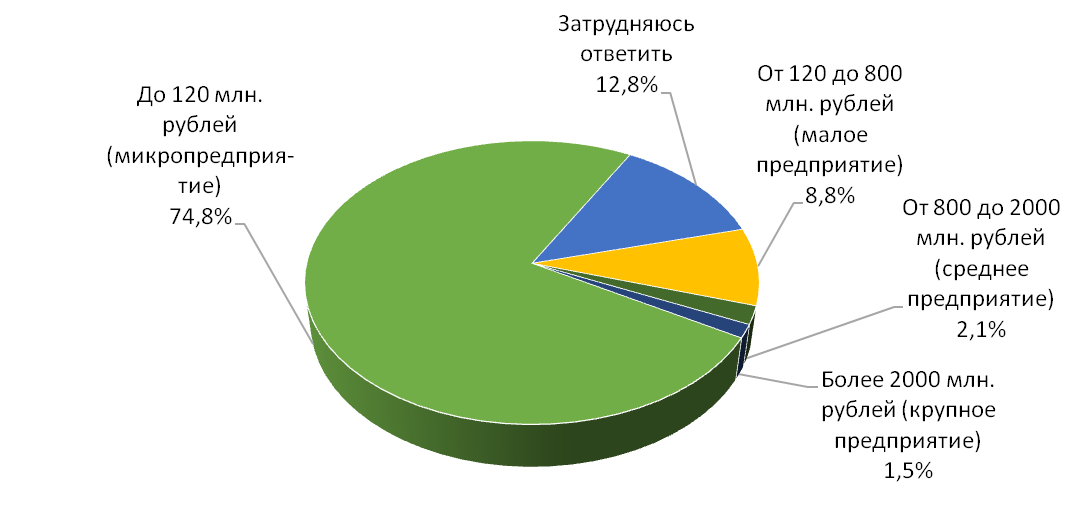 Затрудняюсь
ответить
12,8%
От 120 до 800
млн. рублей
(малое
предприятие)
8,8%
До 120 млн.
рублей
(микропредприя-
тие)
74,8%
От 800 до 2000
млн. рублей
(среднее
предприятие)
2,1%
Более 2000 млн.
рублей (крупное
предприятие)
1,5%